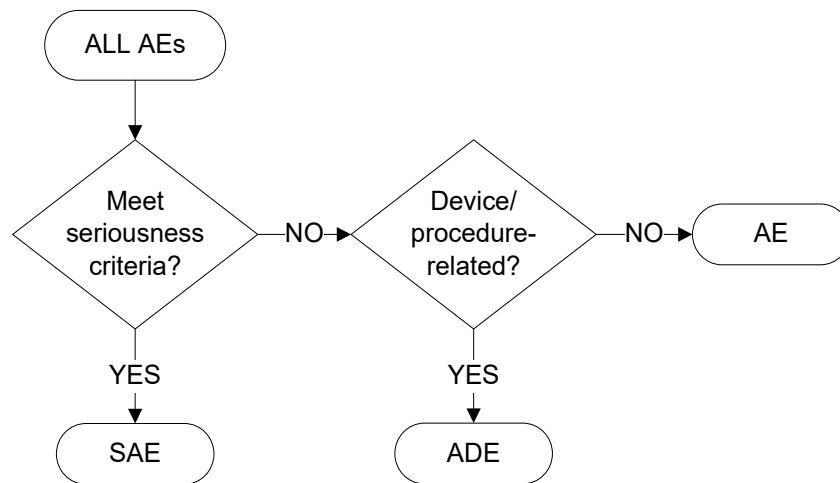 ALL AEs
Meet
seriousness
criteria?
NO
Device/
procedure-
related?
NO
AE
YES
YES
SAE
ADE